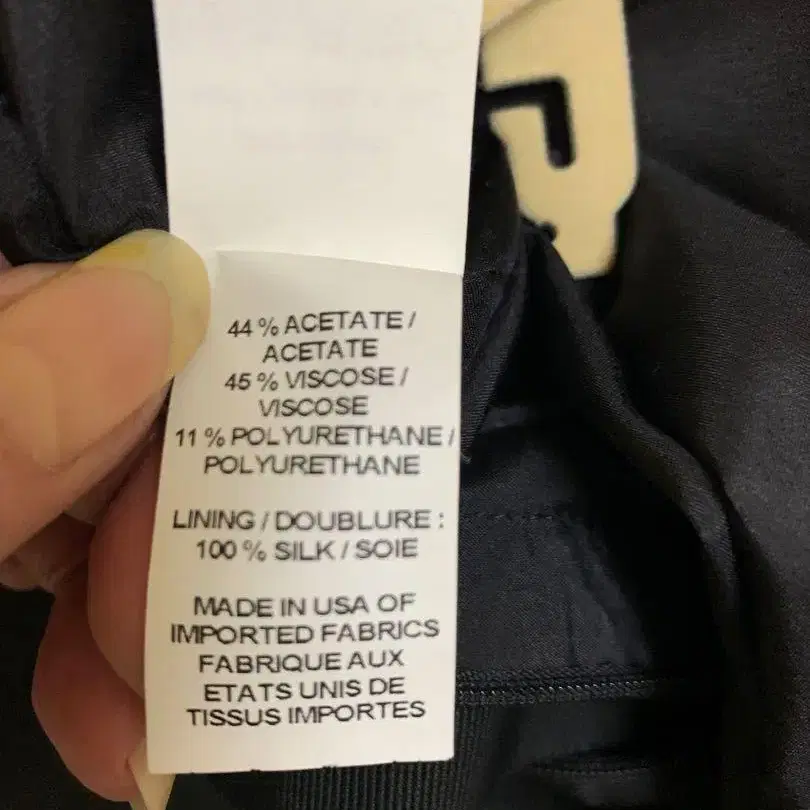 44 % ACETATE /
ACETATE
45 % VISCOSE /
VISCOSE
11 % POLYURETHANE /
POLYURETHANE
LINING / DOUBLURE :
100 % SILK / SOIE
MADE IN USA OF
IMPORTED FABRICS
FABRIQUE AUX
ETATS UNIS DE
TISSUS IMPORTES